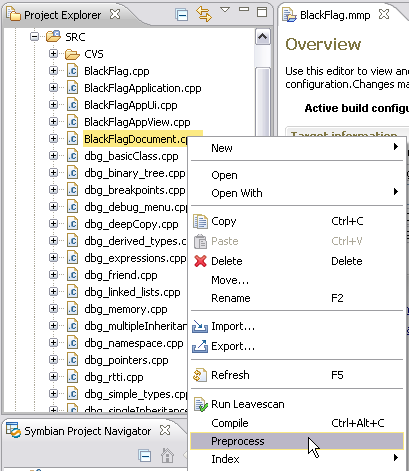 Project Explorer
SRC
CVS
BlackFlag.cpp
BlackFlagApplication.cpp
BlackFlagAppUi.cpp
BlackFlagAppView.cpp
BlackFlagDocument.cp
dbg_basicClass.cpp
dbg_binary_tree.cpp
dbg_breakpoints.cpp
dbg_debug_menu.cpp
dbg_deepCopy.cpp
dbg_derived_types.cpp
dbg_expressions.cpp
dbg_friend.cpp
dbg_linked_lists.cpp
dbg_memory.cpp
dbg_multipleInheritan
dbg_namespace.cpp
dbg_pointers.cpp
dbg_rtti.cpp
dbg_simple_types.cpp
dbg_singleInheritance
Symbian Project Navigator
BlackFlag.mmp
Overview
Use this editor to view and
configuration.Changes ma
Active build configu
Target information
New
Open
Open With
Copy Ctrl+C
Paste Ctrl+V
Delete Delete
Move...
Rename F2
Import...
Export...
Refresh F5
Run Leavescan
Compile Ctrl+Alt+C
Preprocess
Index